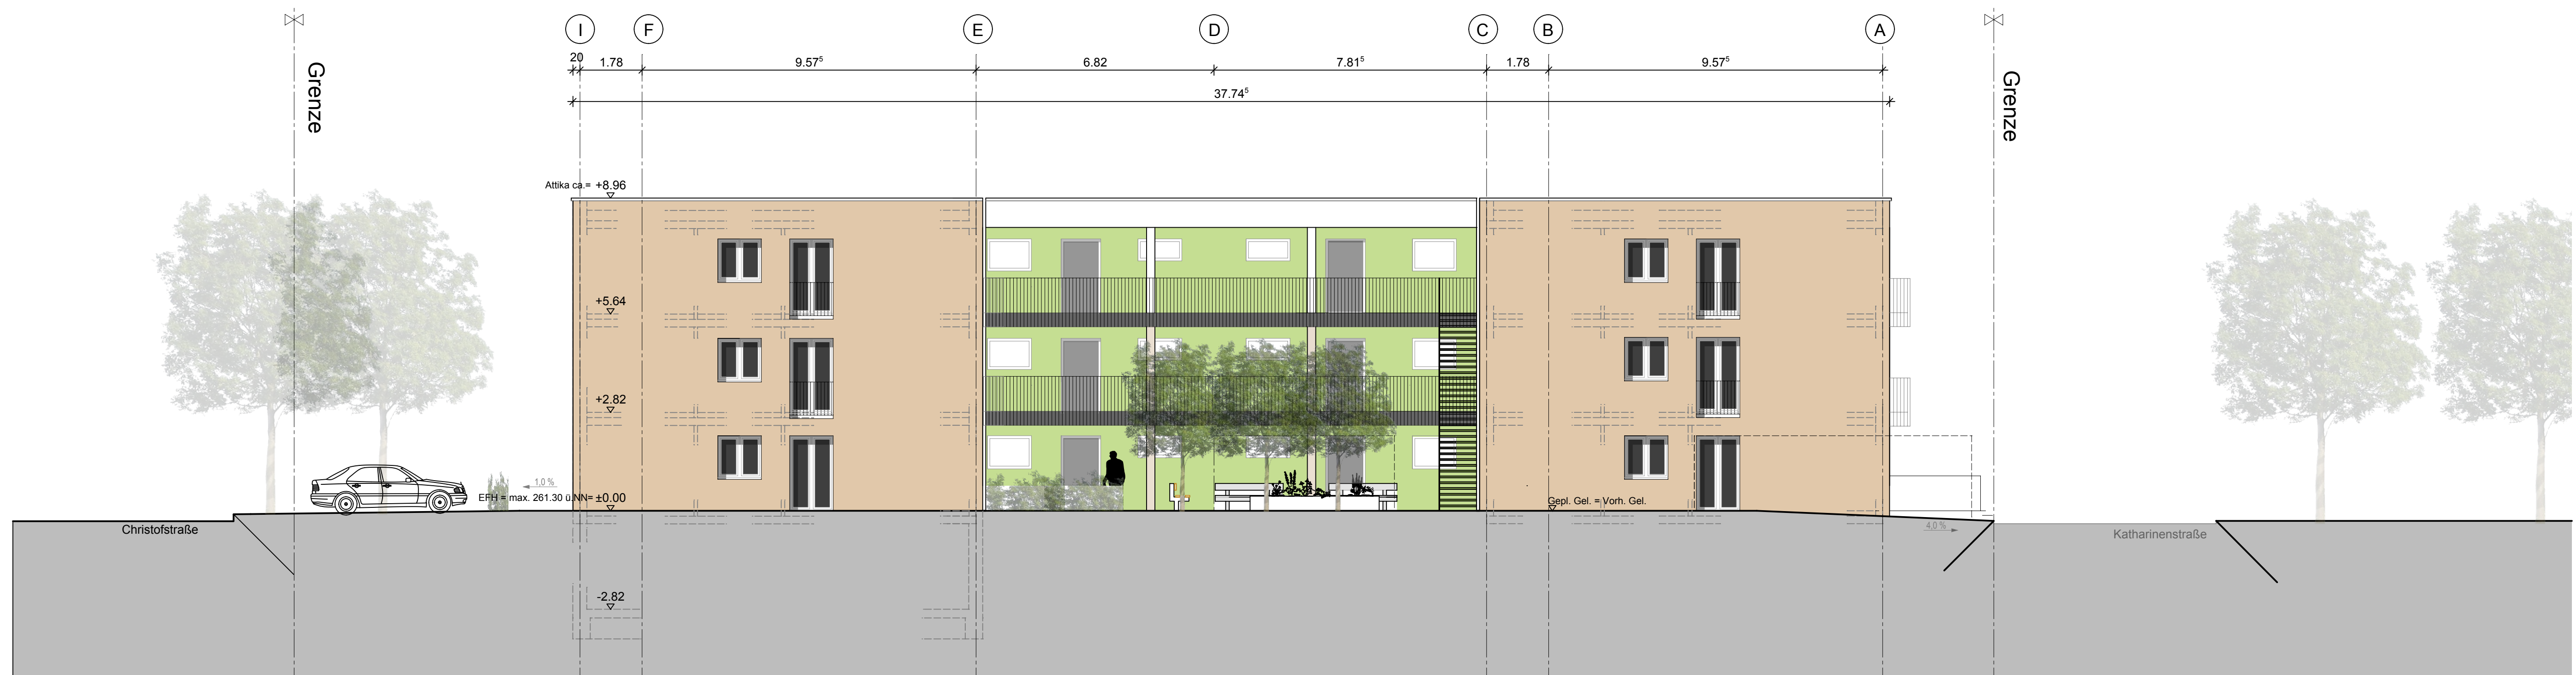 I F E D C B A
20 1.78 9.57⁵ 6.82 7.81⁵ 1.78 9.57⁵
37.74⁵
Grenze
Grenze
Attika ca.= +8.96
+5.64
+2.82
1,0 %
EFH = max. 261.30 ü.NN= ±0.00
Gepl. Gel. = Vorh. Gel.
Christofstraße
4,0 %
Katharinenstraße
-2.82